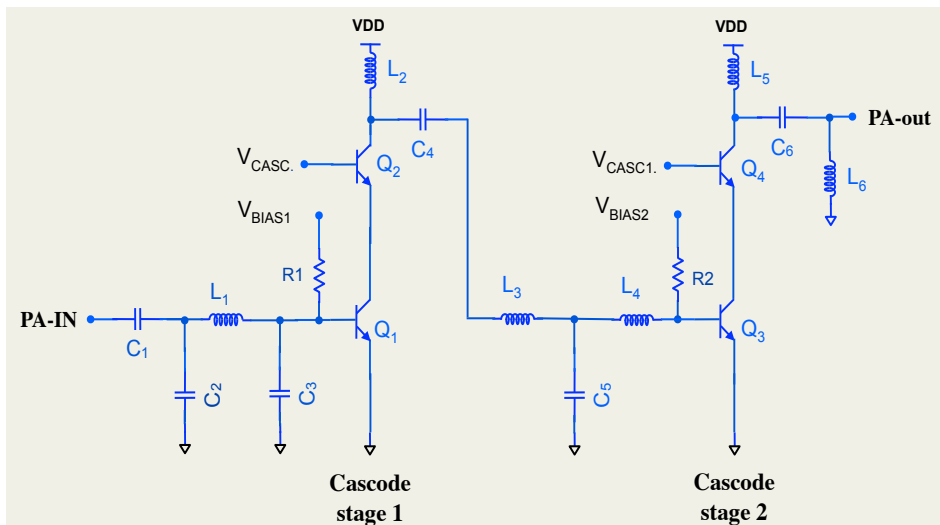 VDD
VDD
L2
L5
C4
C6
PA-out
VCASC.
Q2
VCASC1.
Q4
L6
VBIAS1
VBIAS2
R1
R2
L1
L3
L4
PA-IN
C1
Q1
Q3
C2
C3
C5
Cascode
stage 1
Cascode
stage 2